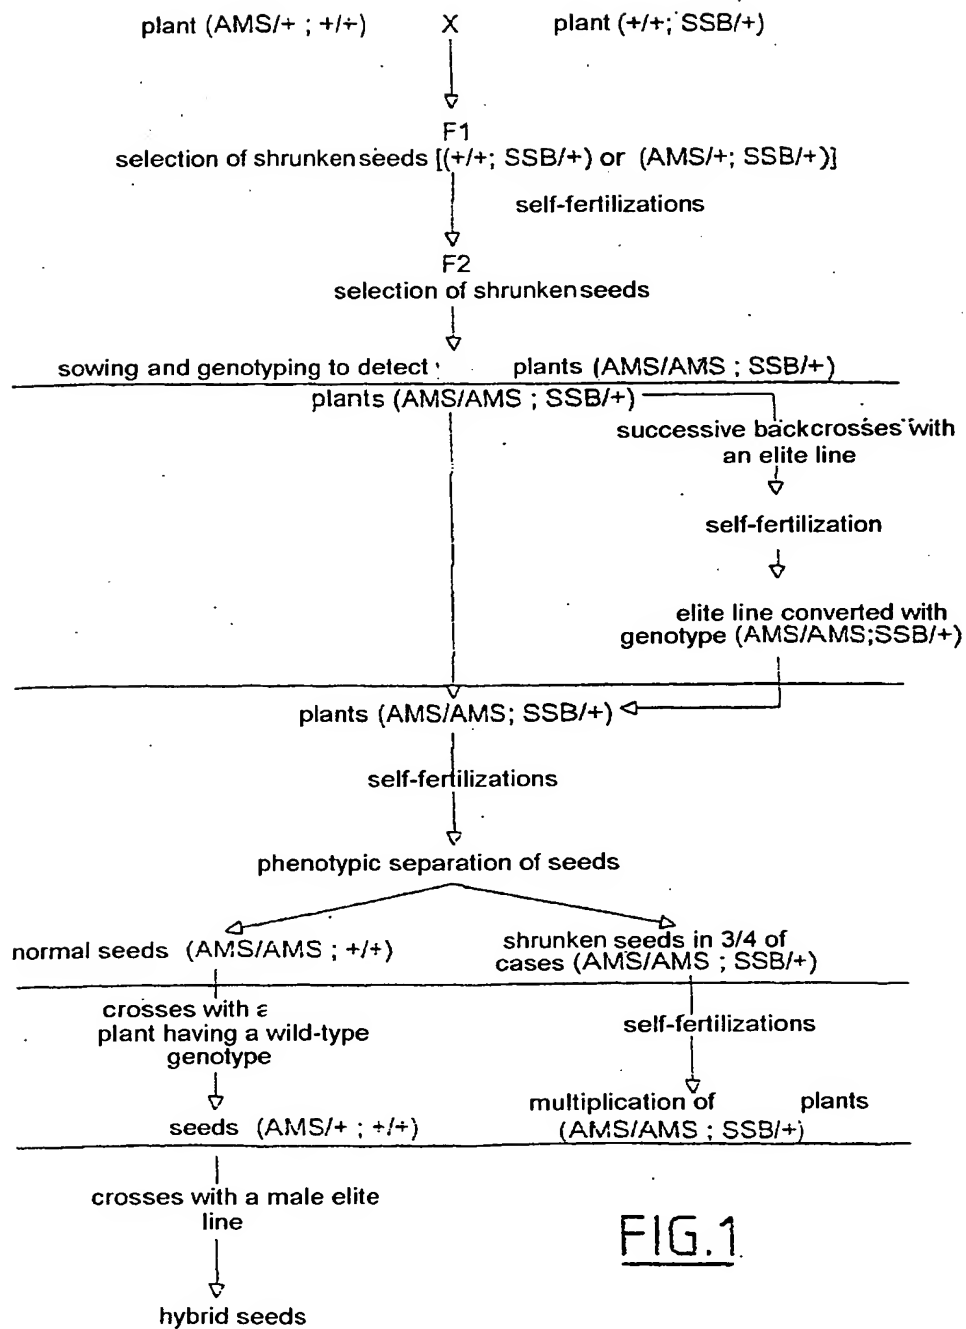 plant (AMS/+ ; +/+) X plant (+/+; SSB/+)
F1
selection of shrunken seeds [(+/+; SSB/+) or (AMS/+; SSB/+)]
self-fertilizations
F2
selection of shrunken seeds
sowing and genotyping to detect plants (AMS/AMS ; SSB/+)
plants (AMS/AMS ; SSB/+)
successive backcrosses with
an elite line
self-fertilization
elite line converted with
genotype (AMS/AMS;SSB/+)
plants (AMS/AMS; SSB/+)
self-fertilizations
phenotypic separation of seeds
normal seeds (AMS/AMS ; +/+)
shrunken seeds in 3/4 of
cases (AMS/AMS ; SSB/+)
crosses with a
plant having a wild-type
genotype
self-fertilizations
seeds (AMS/+ ; +/+)
multiplication of plants
(AMS/AMS ; SSB/+)
crosses with a male elite
line
hybrid seeds
FIG.1